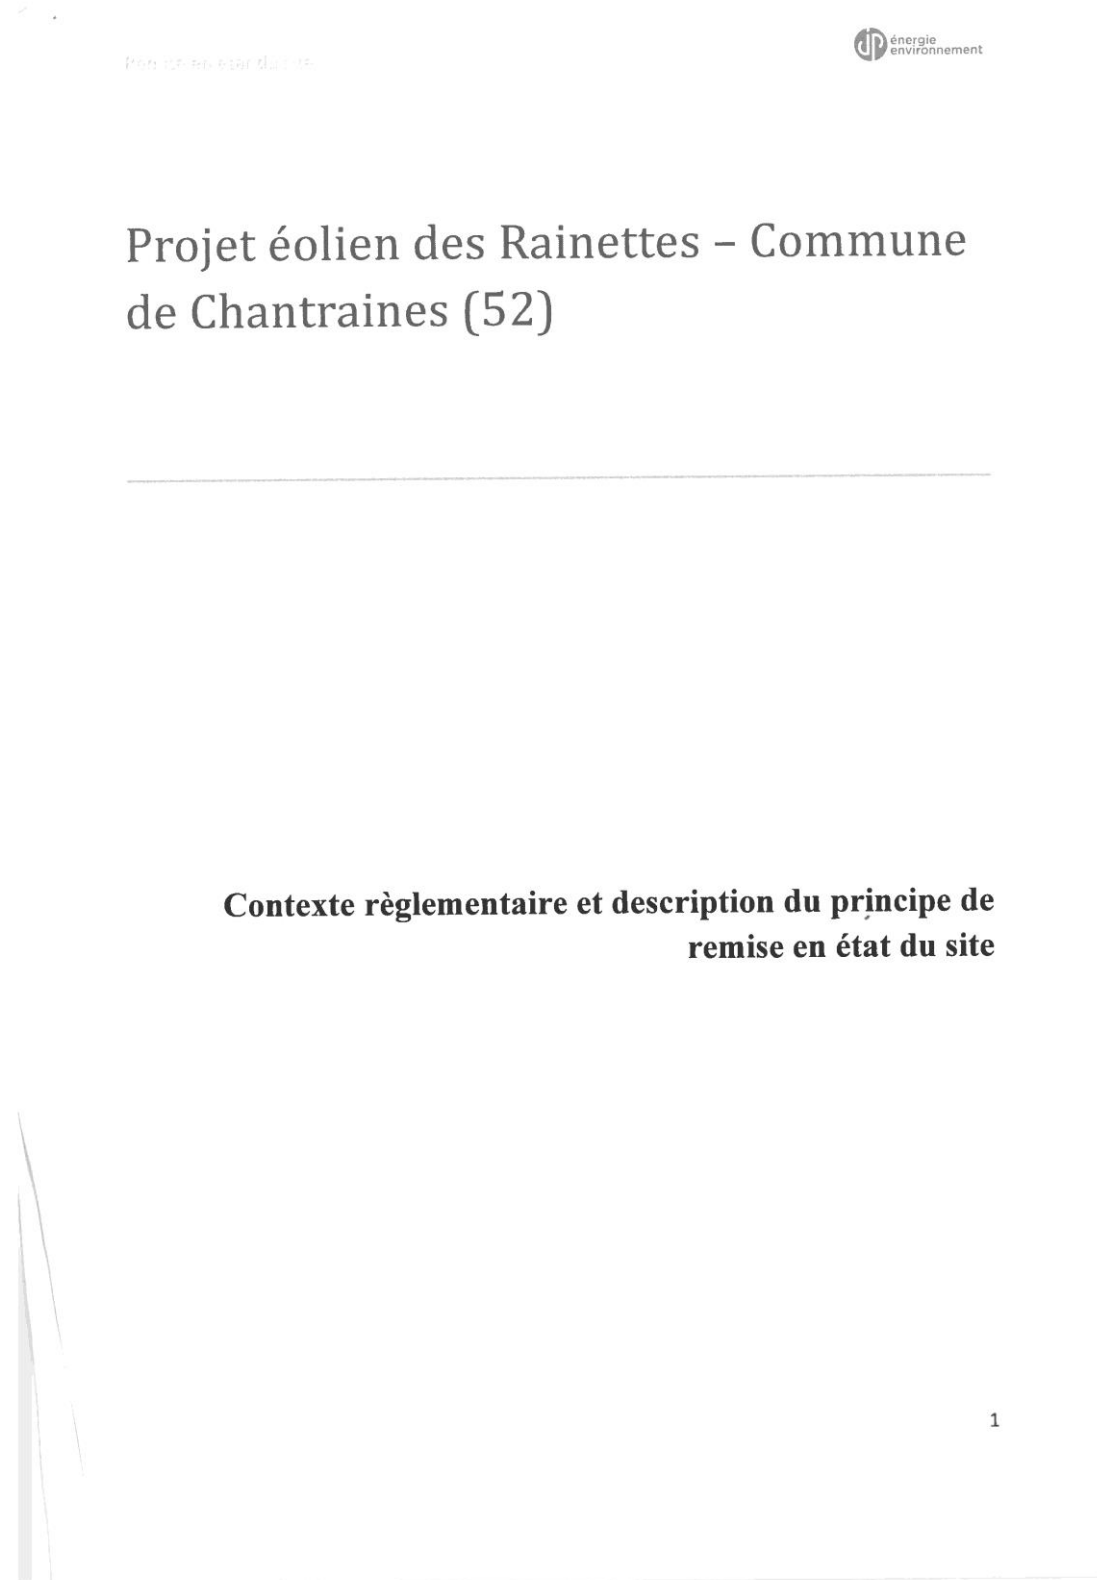 énergie
environnement
Projet éolien des Rainettes – Commune
de Chantraines (52)
Contexte règlementaire et description du principe de
remise en état du site
1